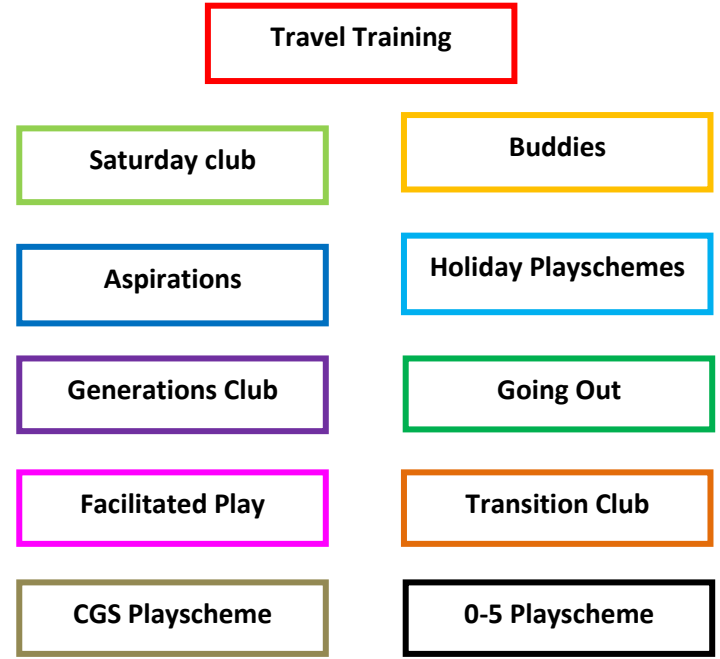 Travel Training
Saturday club
Buddies
Aspirations
Holiday Playschemes
Generations Club
Going Out
Facilitated Play
Transition Club
CGS Playscheme
0-5 Playscheme